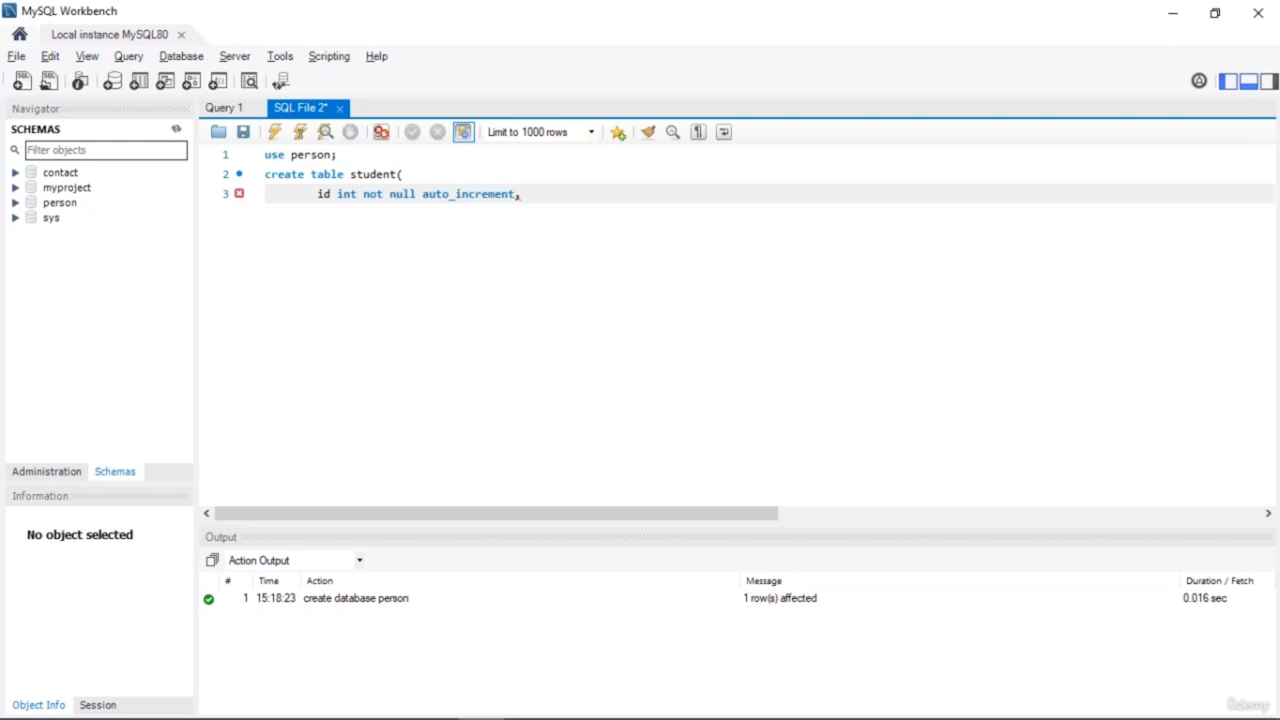 MySQL Workbench
Local instance MySQL80
File Edit View Query Database Server Tools Scripting Help
Navigator
SCHEMAS
Filter objects
contact
myproject
person
sys
Administration Schemas
Information
No object selected
Object Info Session
Query 1 SQL File 2*
Limit to 1000 rows
1 use person;
2 create table student(
3 id int not null auto_increment,
Output
Action Output
# Time Action Message Duration / Fetch
1 15:18:23 create database person 1 row(s) affected 0.016 sec
ûdemy